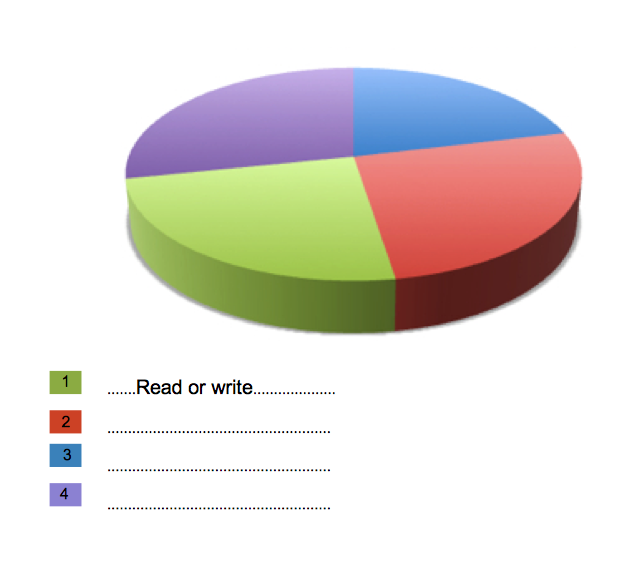 1 .......Read or write....................
2 ......................................................
3 ......................................................
4 ......................................................